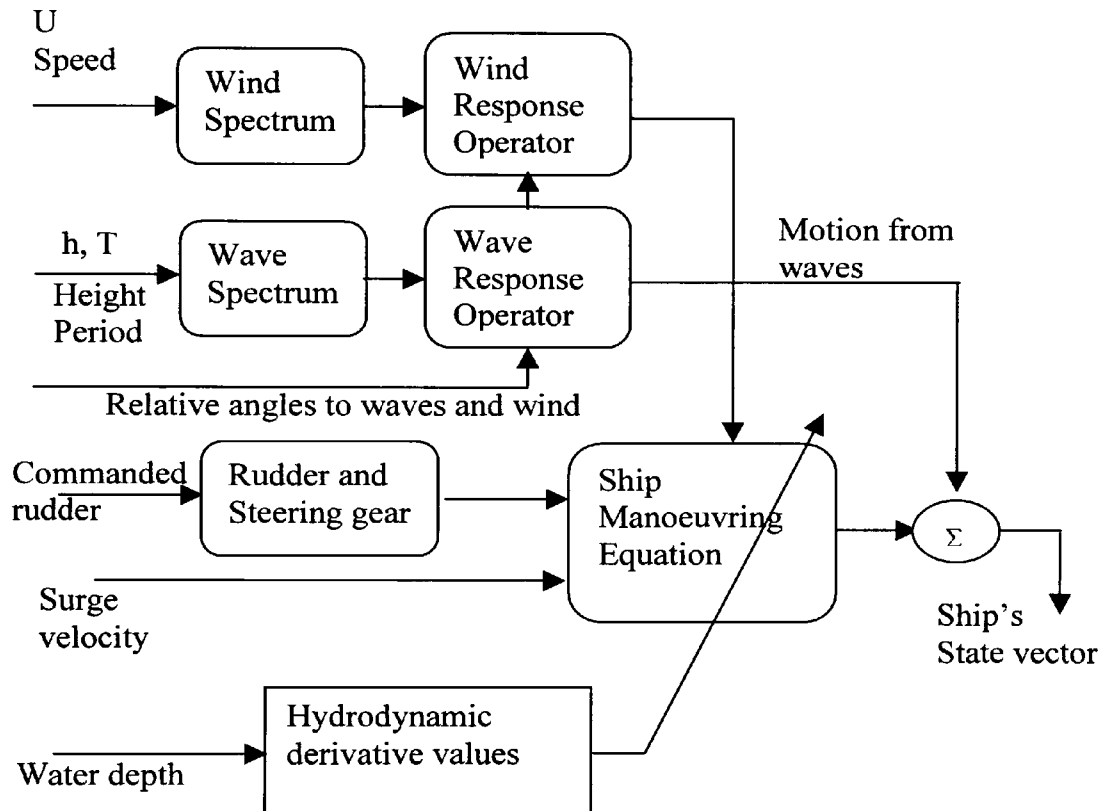 U
Speed
Wind
Spectrum
Wind
Response
Operator
h, T
Height
Period
Wave
Spectrum
Wave
Response
Operator
Motion from
waves
Relative angles to waves and wind
Commanded
rudder
Rudder and
Steering gear
Ship
Manoeuvring
Equation
Σ
Surge
velocity
Ship's
State vector
Hydrodynamic
derivative values
Water depth